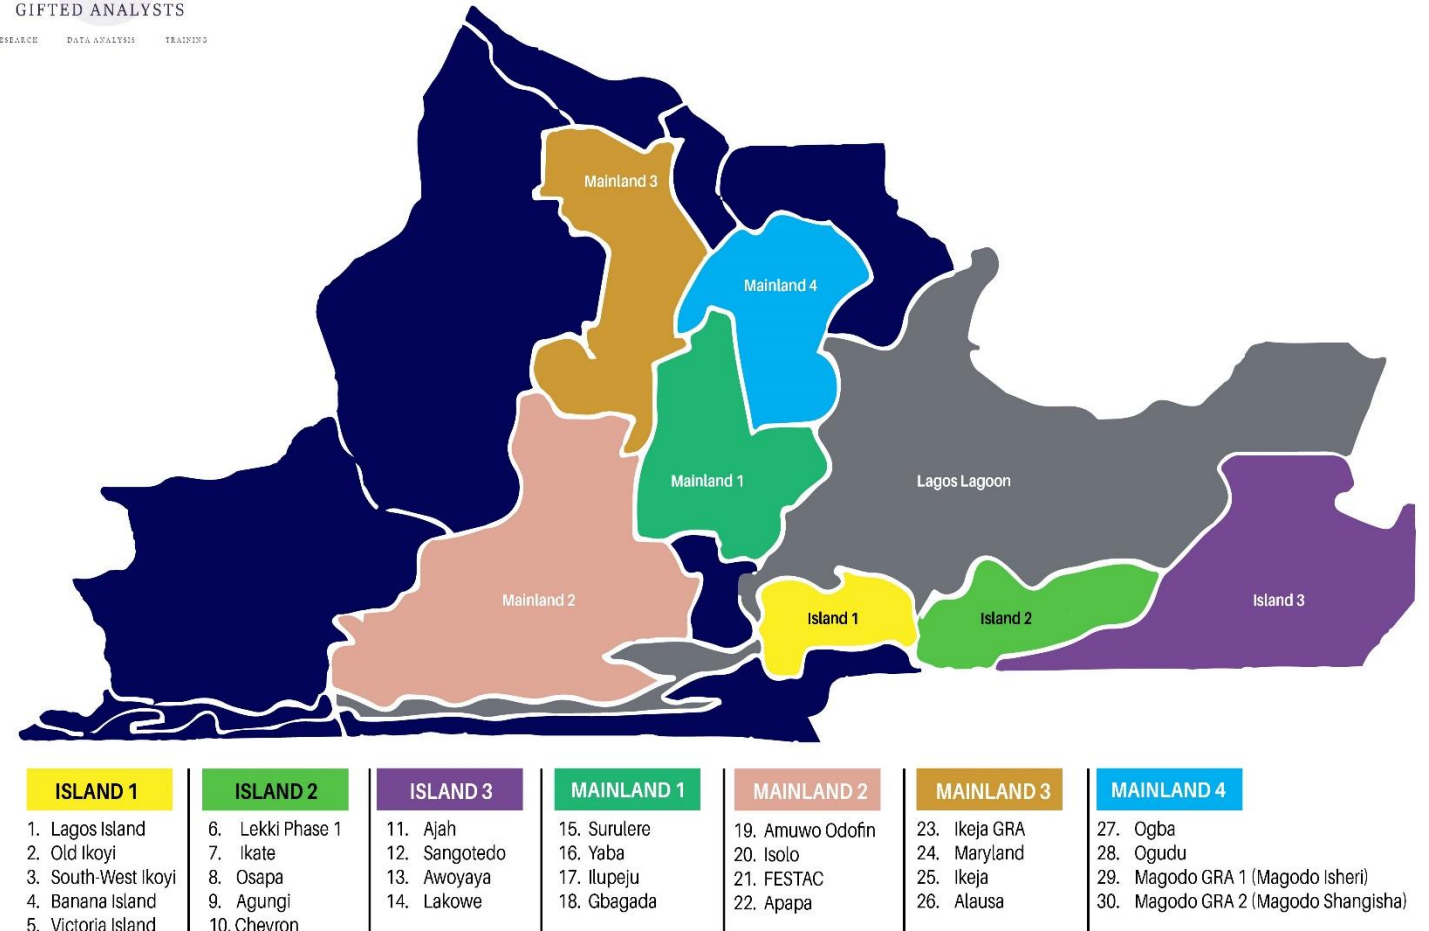 GIFTED ANALYSTS
DATA ANALYSIS TRAINING
Mainland 3
Mainland 4
Mainland 1
Lagos Lagoon
Mainland 2
Island 1
Island 2
Island 3
ISLAND 1
1. Lagos Island
2. Old Ikoyi
3. South-West Ikoyi
4. Banana Island
5. Victoria Island
ISLAND 2
6. Lekki Phase 1
7. Ikate
8. Osapa
9. Agungi
10. Chevron
ISLAND 3
11. Ajah
12. Sangotedo
13. Awoyaya
14. Lakowe
MAINLAND 1
15. Surulere
16. Yaba
17. Ilupeju
18. Gbagada
MAINLAND 2
19. Amuwo Odofin
20. Isolo
21. FESTAC
22. Apapa
MAINLAND 3
23. Ikeja GRA
24. Maryland
25. Ikeja
26. Alausa
MAINLAND 4
27. Ogba
28. Ogudu
29. Magodo GRA 1 (Magodo Isheri)
30. Magodo GRA 2 (Magodo Shangisha)